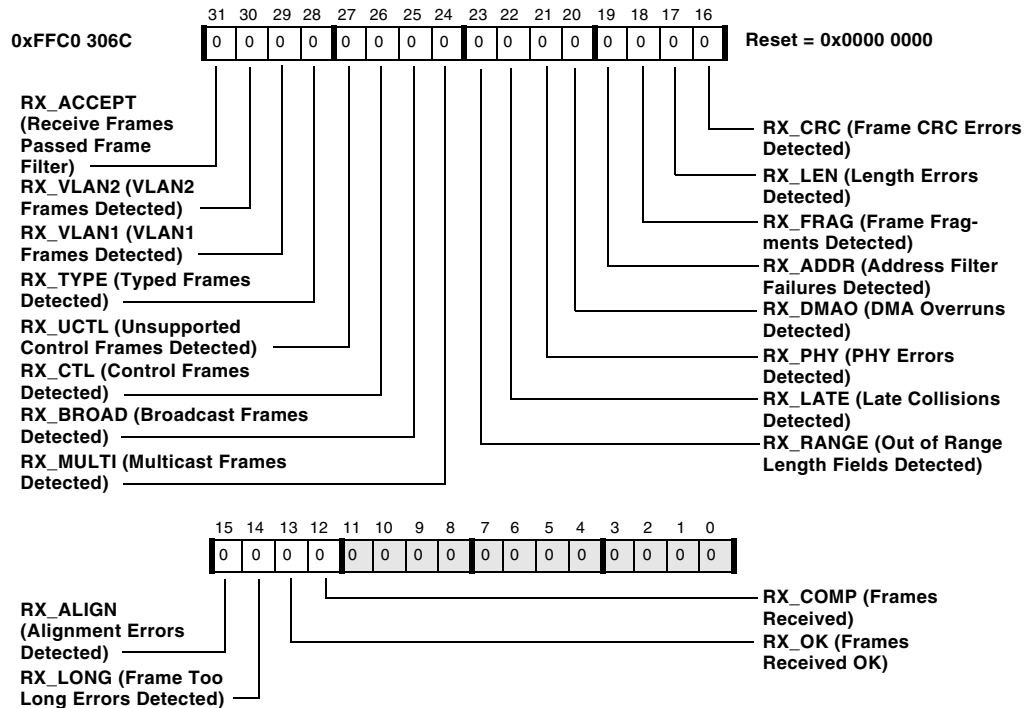 31 30 29 28 27 26 25 24 23 22 21 20 19 18 17 16
0xFFC0 306C
0 0 0 0 0 0 0 0 0 0 0 0 0 0 0 0
Reset = 0x0000 0000
RX_ACCEPT
(Receive Frames
Passed Frame
Filter)
RX_VLAN2 (VLAN2
Frames Detected)
RX_VLAN1 (VLAN1
Frames Detected)
RX_TYPE (Typed Frames
Detected)
RX_UCTL (Unsupported
Control Frames Detected)
RX_CTL (Control Frames
Detected)
RX_BROAD (Broadcast Frames
Detected)
RX_MULTI (Multicast Frames
Detected)
RX_CRC (Frame CRC Errors
Detected)
RX_LEN (Length Errors
Detected)
RX_FRAG (Frame Frag-
ments Detected)
RX_ADDR (Address Filter
Failures Detected)
RX_DMAO (DMA Overruns
Detected)
RX_PHY (PHY Errors
Detected)
RX_LATE (Late Collisions
Detected)
RX_RANGE (Out of Range
Length Fields Detected)
15 14 13 12 11 10 9 8 7 6 5 4 3 2 1 0
0 0 0 0 0 0 0 0 0 0 0 0 0 0 0 0
RX_ALIGN
(Alignment Errors
Detected)
RX_LONG (Frame Too
Long Errors Detected)
RX_COMP (Frames
Received)
RX_OK (Frames
Received OK)